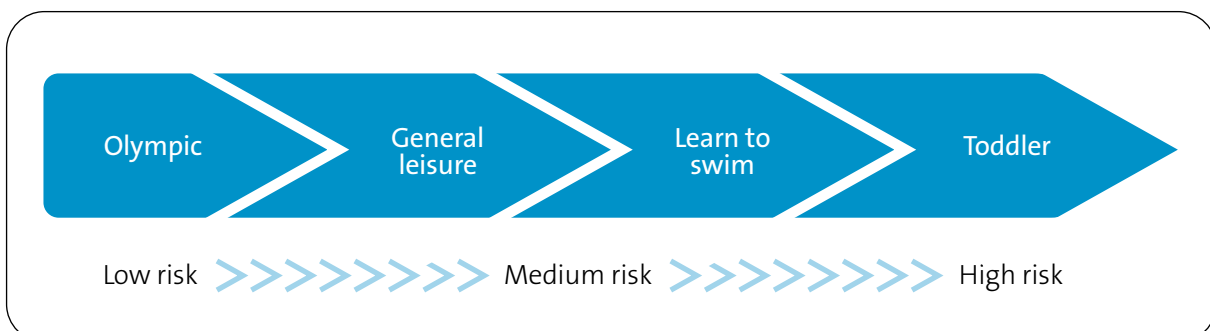 Olympic
General
leisure
Learn to
swim
Toddler
Low risk
Medium risk
High risk